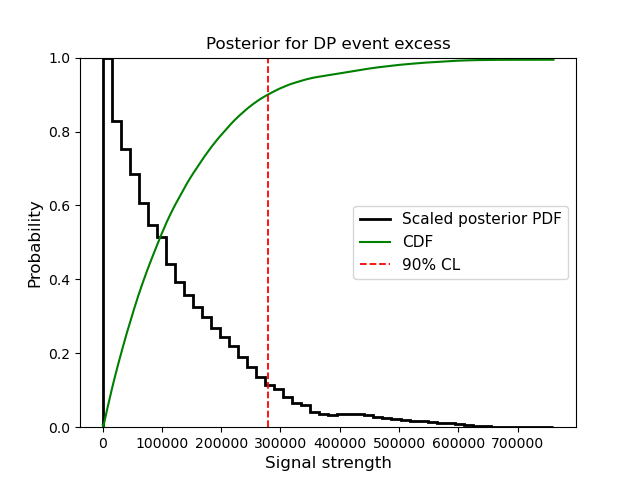 Posterior for DP event excess
1.0
0.8
0.6
0.4
0.2
0.0
Probability
Scaled posterior PDF
CDF
90% CL
0 100000 200000 300000 400000 500000 600000 700000
Signal strength